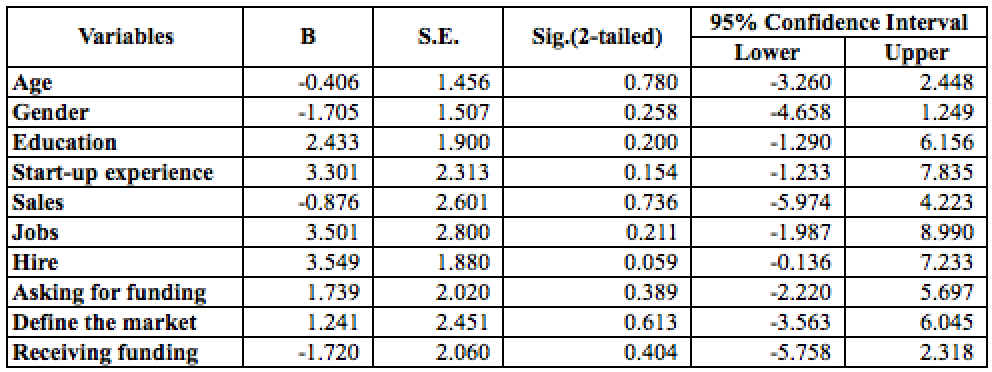 Variables B S.E. Sig.(2-tailed) 95% Confidence Interval
Lower Upper
Age -0.406 1.456 0.780 -3.260 2.448
Gender -1.705 1.507 0.258 -4.658 1.249
Education 2.433 1.900 0.200 -1.290 6.156
Start-up experience 3.301 2.313 0.154 -1.233 7.835
Sales -0.876 2.601 0.736 -5.974 4.223
Jobs 3.501 2.800 0.211 -1.987 8.990
Hire 3.549 1.880 0.059 -0.136 7.233
Asking for funding 1.739 2.020 0.389 -2.220 5.697
Define the market 1.241 2.451 0.613 -3.563 6.045
Receiving funding -1.720 2.060 0.404 -5.758 2.318